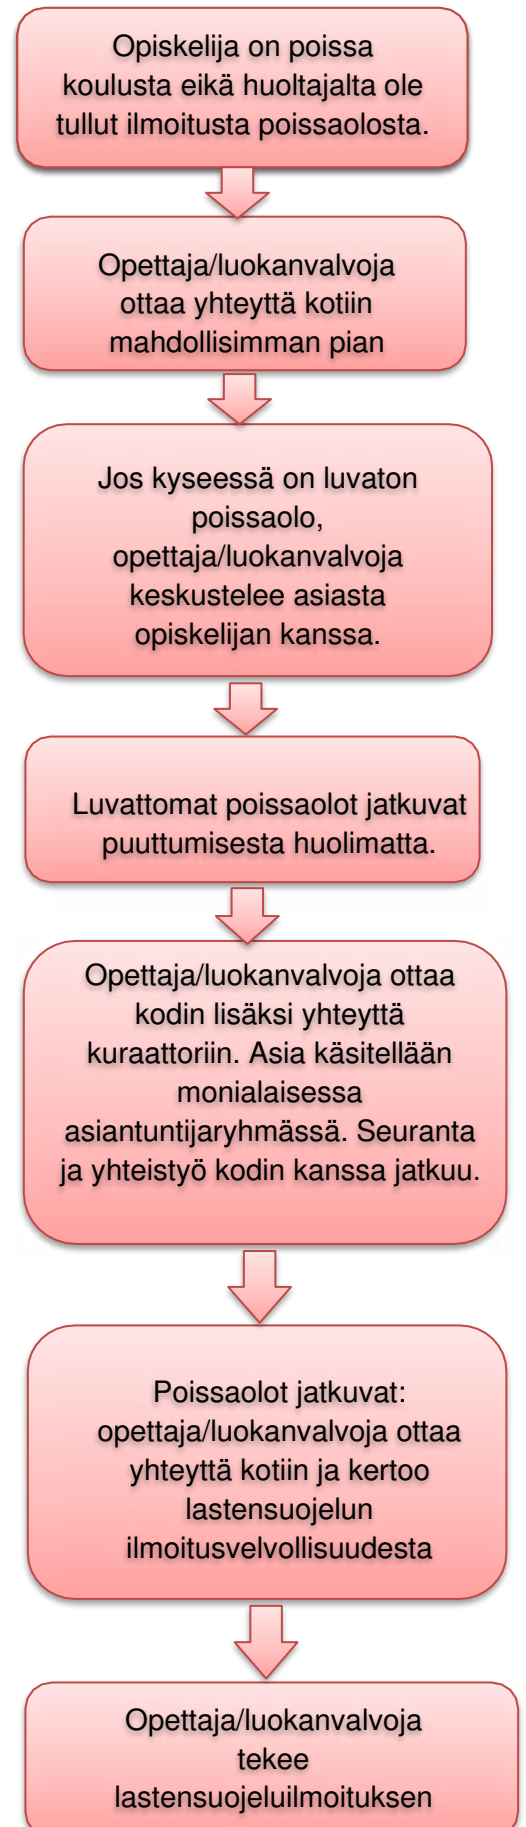 Opiskelija on poissa
koulusta eikä huoltajalta ole
tullut ilmoitusta poissaolosta.
Opettaja/luokanvalvoja
ottaa yhteyttä kotiin
mahdollisimman pian
Jos kyseessä on luvaton
poissaolo,
opettaja/luokanvalvoja
keskustelee asiasta
opiskelijan kanssa.
Luvattomat poissaolot jatkuvat
puuttumisesta huolimatta.
Opettaja/luokanvalvoja ottaa
kodin lisäksi yhteyttä
kuraattoriin. Asia käsitellään
monialaisessa
asiantuntijaryhmässä. Seuranta
ja yhteistyö kodin kanssa jatkuu.
Poissaolot jatkuvat:
opettaja/luokanvalvoja ottaa
yhteyttä kotiin ja kertoo
lastensuojelun
ilmoitusvelvollisuudesta
Opettaja/luokanvalvoja
tekee
lastensuojeluilmoituksen